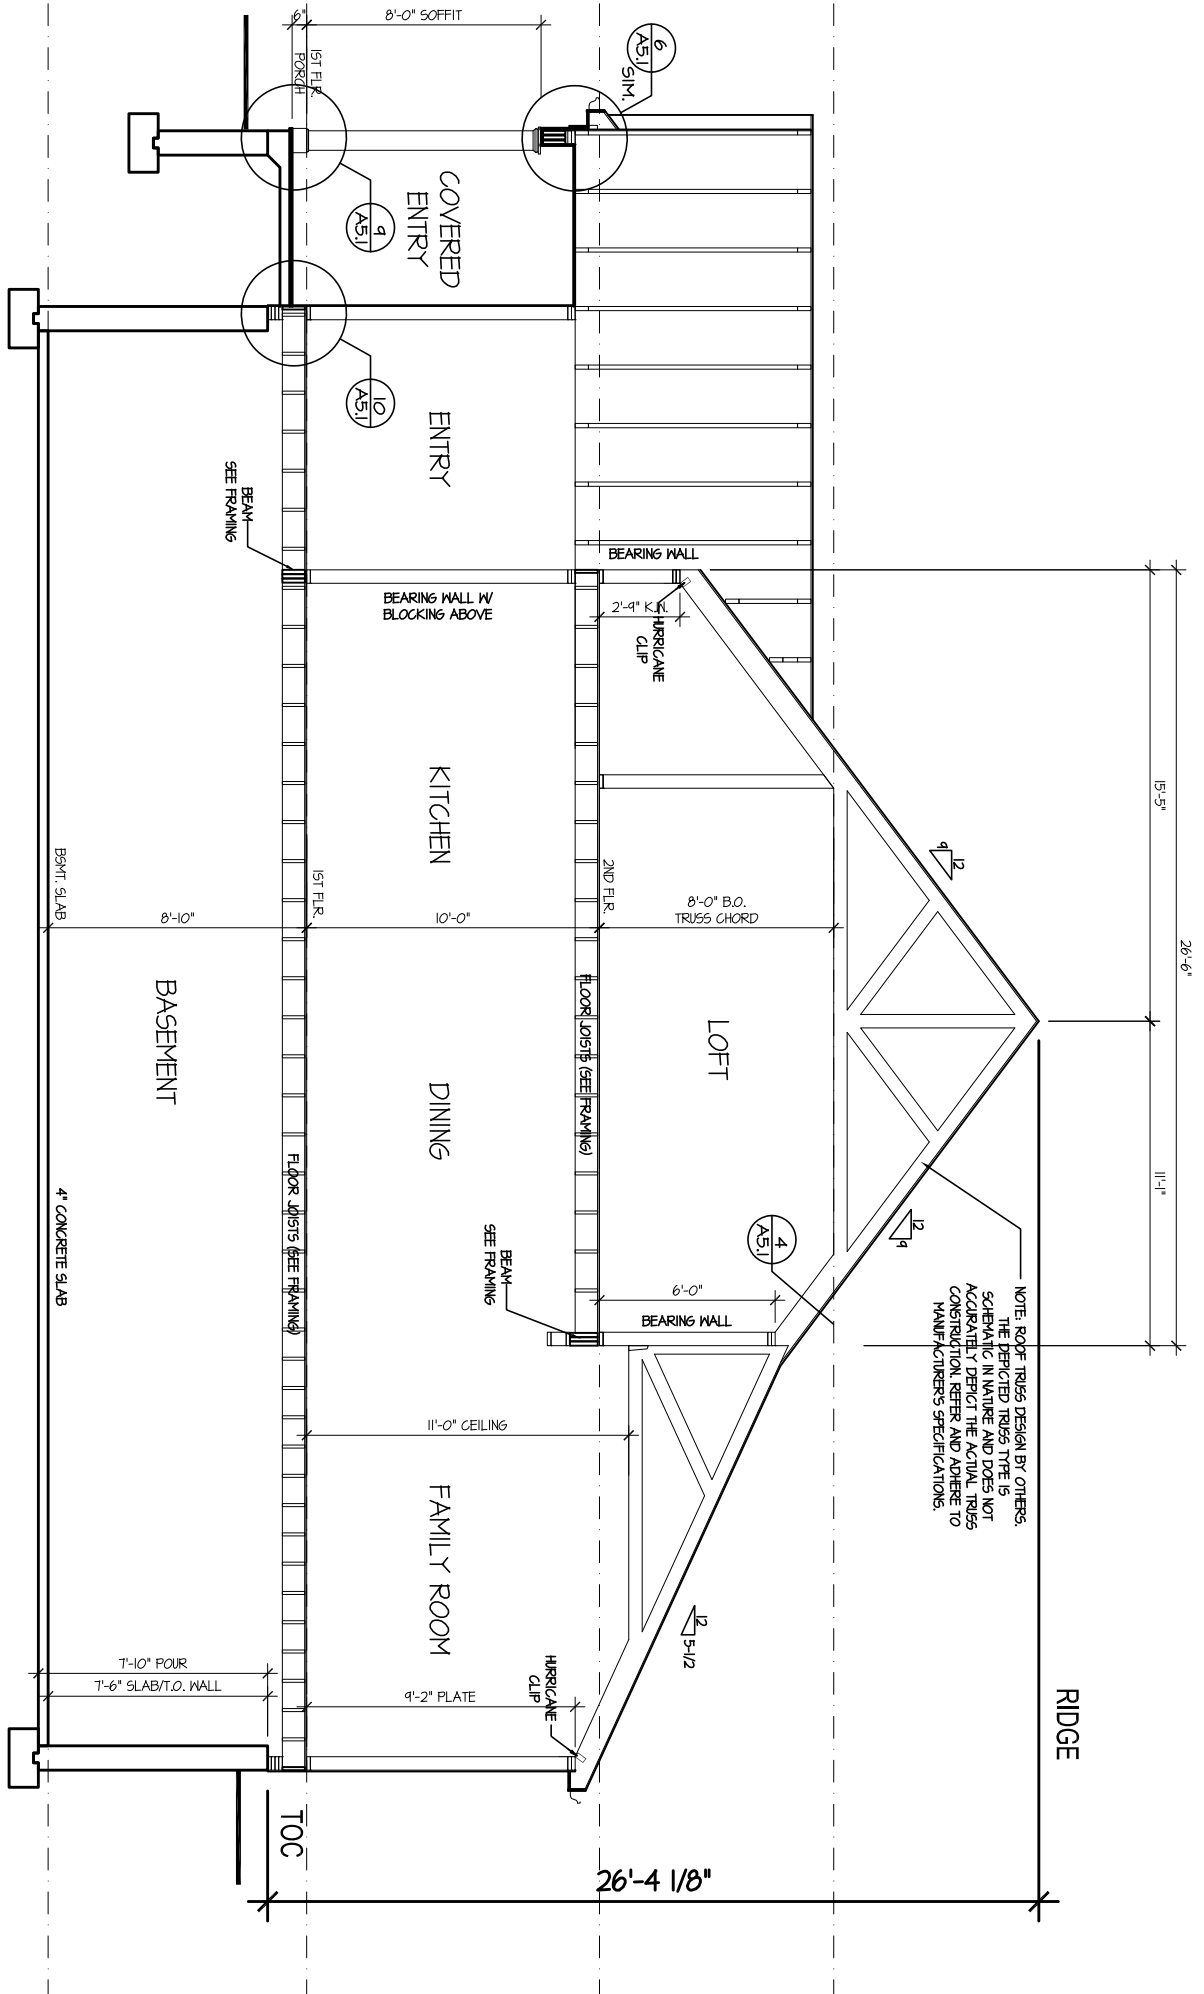 RIDGE
26'-6"
15'-5"
11'-1"
12
9
12
9
NOTE: ROOF TRUSS DESIGN BY OTHERS.
THE DEPICTED TRUSS TYPE IS
SCHEMATIC IN NATURE AND DOES NOT
ACCURATELY DEPICT THE ACTUAL TRUSS
CONSTRUCTION. REFER AND ADHERE TO
MANUFACTURER'S SPECIFICATIONS.
6
A5.1
SIM.
BEARING WALL
2'-9" K.W.
HURRICANE
CLIP
8'-0" B.O.
TRUSS CHORD
2ND FLR.
LOFT
4
A5.1
6'-0"
BEARING WALL
12
5-1/2
26'-4 1/8"
8'-0" SOFFIT
6"
1ST FLR.
PORCH
COVERED
ENTRY
9
A5.1
ENTRY
10
A5.1
BEARING WALL W/
BLOCKING ABOVE
KITCHEN
10'-0"
1ST FLR.
DINING
FLOOR JOISTS (SEE FRAMING)
BEAM
SEE FRAMING
11'-0" CEILING
FAMILY ROOM
9'-2" PLATE
HURRICANE
CLIP
BEAM
SEE FRAMING
FLOOR JOISTS (SEE FRAMING)
TOC
8'-10"
BSMT. SLAB
BASEMENT
4" CONCRETE SLAB
7'-10" POUR
7'-6" SLAB/T.O. WALL